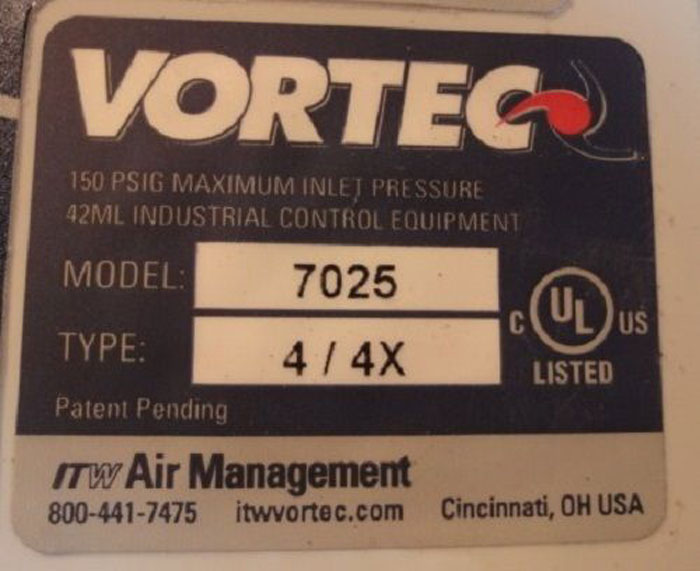 VORTEC
150 PSIG MAXIMUM INLET PRESSURE
42ML INDUSTRIAL CONTROL EQUIPMENT
MODEL: 7025
TYPE: 4 / 4X
C UL US
LISTED
Patent Pending
ITW Air Management
800-441-7475 itwvortec.com Cincinnati, OH USA